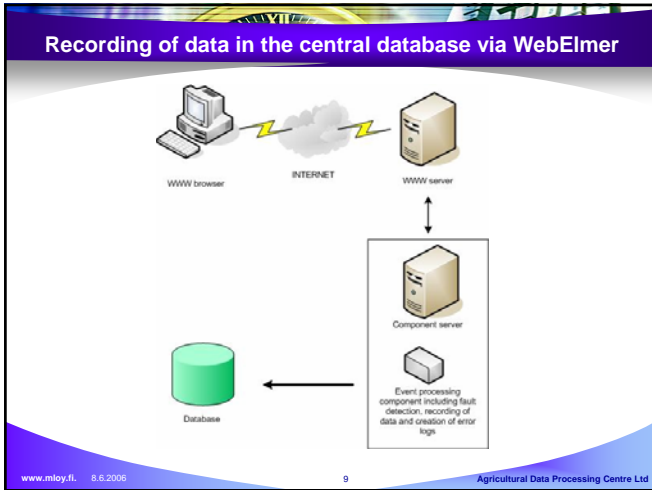 Recording of data in the central database via WebElmer
WWW browser
INTERNET
WWW server
Component server
Event processing
component including fault
detection, recording of
data and creation of error
logs
Database
www.mloy.fi. 8.6.2006
9
Agricultural Data Processing Centre Ltd